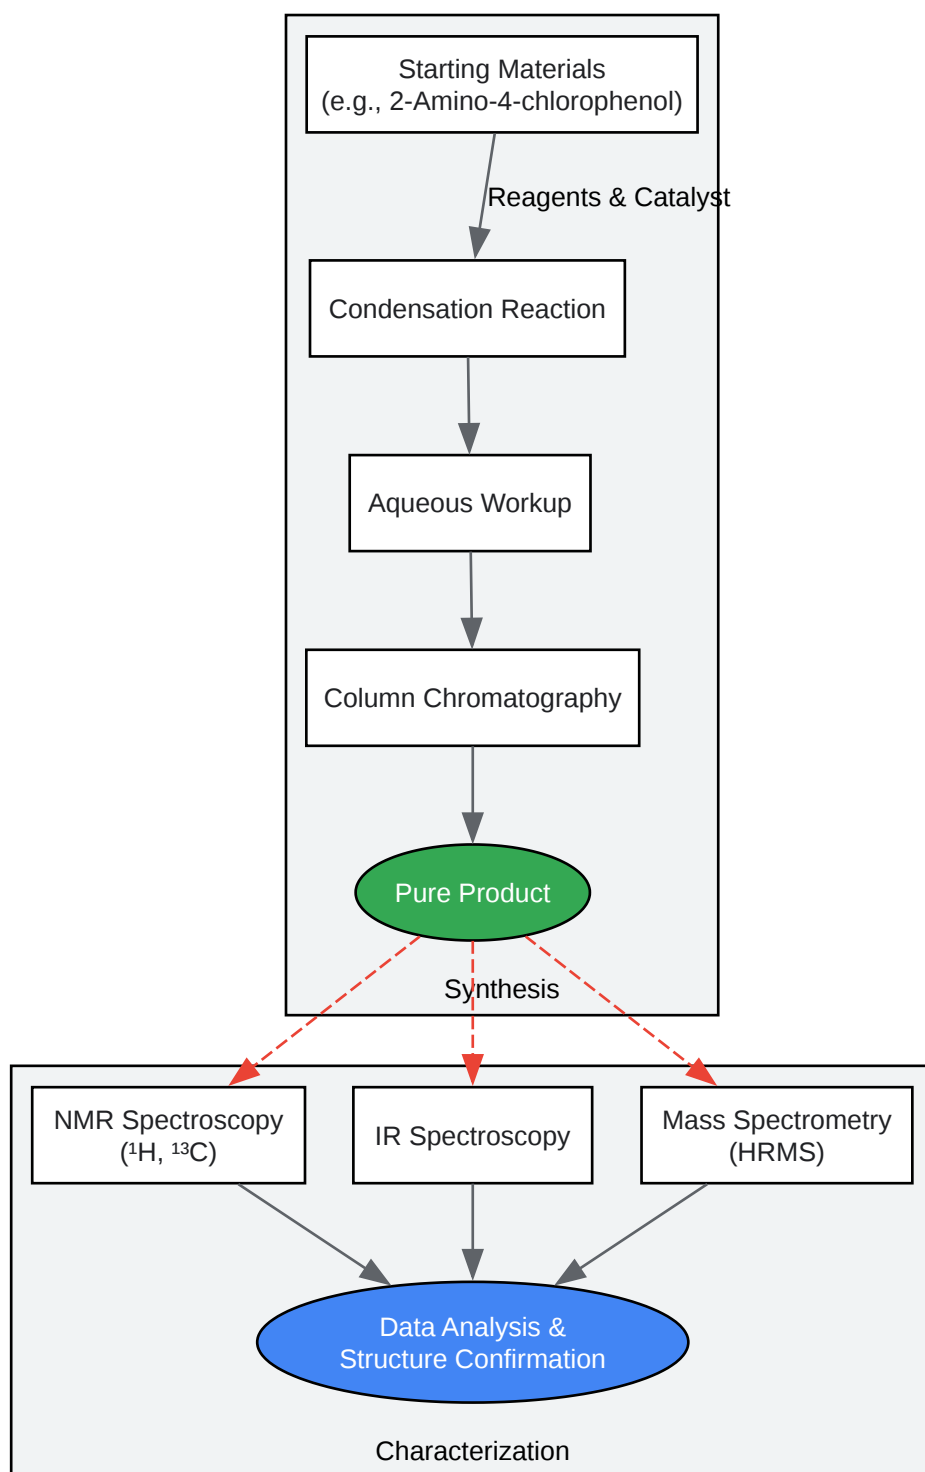 Starting Materials
(e.g., 2-Amino-4-chlorophenol)
Reagents & Catalyst
Condensation Reaction
Aqueous Workup
Column Chromatography
Pure Product
Synthesis
NMR Spectroscopy
(¹H, ¹³C)
IR Spectroscopy
Mass Spectrometry
(HRMS)
Data Analysis &
Structure Confirmation
Characterization